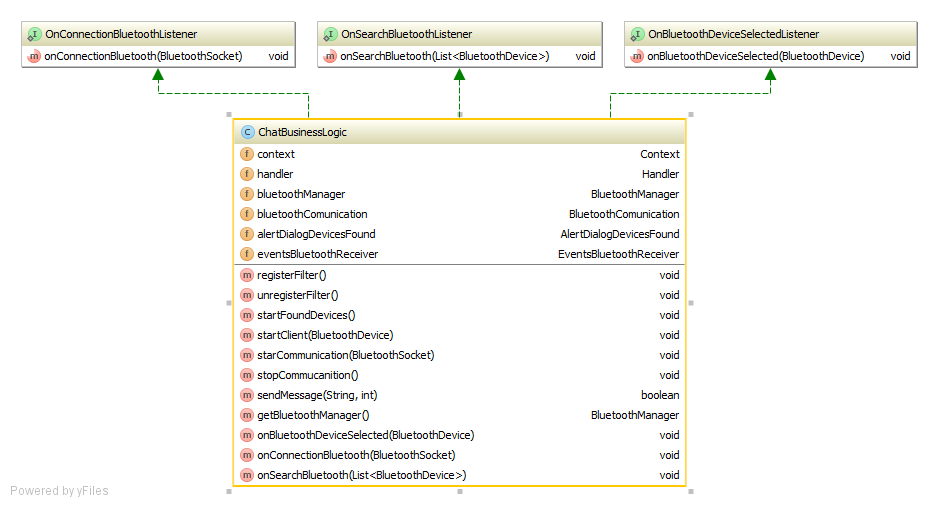 OnConnectionBluetoothListener
onConnectionBluetooth(BluetoothSocket) void
OnSearchBluetoothListener
onSearchBluetooth(List<BluetoothDevice>) void
OnBluetoothDeviceSelectedListener
onBluetoothDeviceSelected(BluetoothDevice) void
ChatBusinessLogic
context Context
handler Handler
bluetoothManager BluetoothManager
bluetoothComunication BluetoothComunication
alertDialogDevicesFound AlertDialogDevicesFound
eventsBluetoothReceiver EventsBluetoothReceiver
registerFilter() void
unregisterFilter() void
startFoundDevices() void
startClient(BluetoothDevice) void
starCommunication(BluetoothSocket) void
stopCommucanition() void
sendMessage(String, int) boolean
getBluetoothManager() BluetoothManager
onBluetoothDeviceSelected(BluetoothDevice) void
onConnectionBluetooth(BluetoothSocket) void
onSearchBluetooth(List<BluetoothDevice>) void
Powered by yFiles